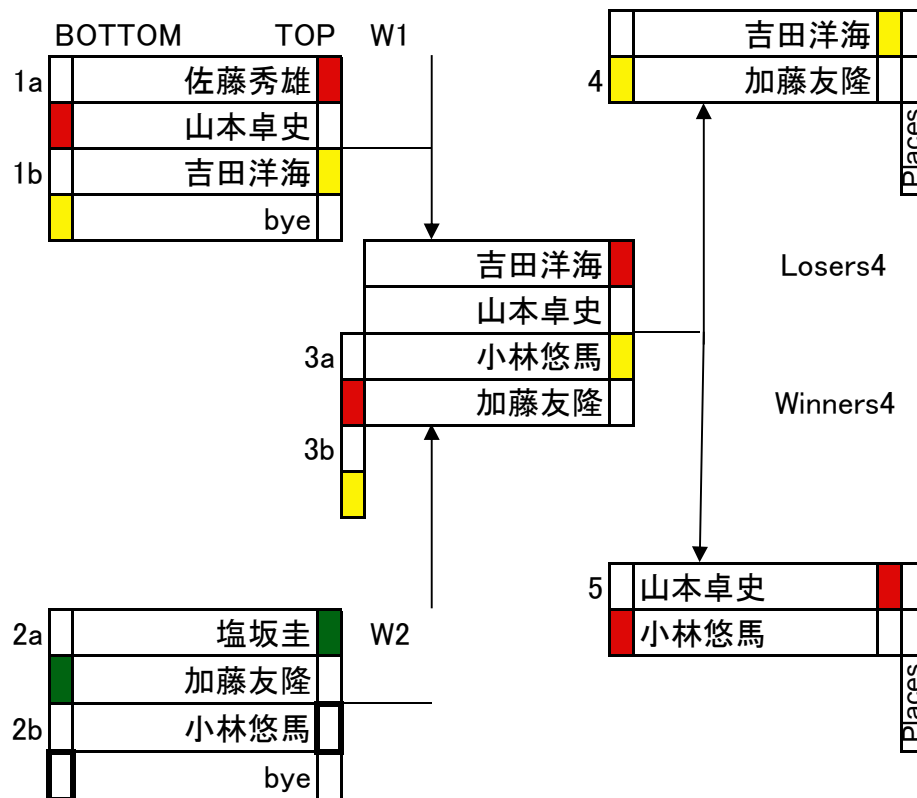 BOTTOM TOP W1
1a 佐藤秀雄
山本卓史
1b 吉田洋海
bye
吉田洋海
4 加藤友隆
Places
吉田洋海
山本卓史
3a 小林悠馬
加藤友隆
3b
Losers4
Winners4
2a 塩坂圭 W2
加藤友隆
2b 小林悠馬
bye
5 山本卓史
小林悠馬
Places